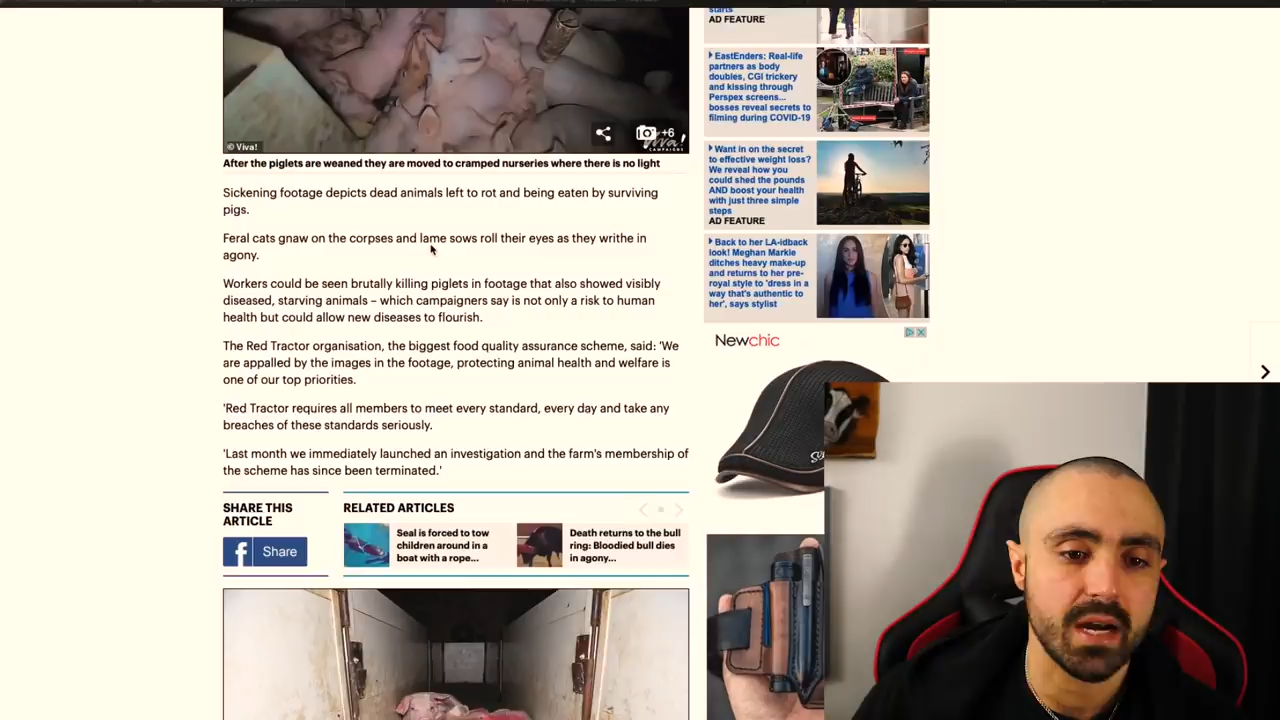 starts
AD FEATURE
+6
Viva!
CAMPAIGNS
© Viva!
After the piglets are weaned they are moved to cramped nurseries where there is no light
Sickening footage depicts dead animals left to rot and being eaten by surviving
pigs.
Feral cats gnaw on the corpses and lame sows roll their eyes as they writhe in
agony.
Workers could be seen brutally killing piglets in footage that also showed visibly
diseased, starving animals – which campaigners say is not only a risk to human
health but could allow new diseases to flourish.
The Red Tractor organisation, the biggest food quality assurance scheme, said: 'We
are appalled by the images in the footage, protecting animal health and welfare is
one of our top priorities.
'Red Tractor requires all members to meet every standard, every day and take any
breaches of these standards seriously.
'Last month we immediately launched an investigation and the farm's membership of
the scheme has since been terminated.'
SHARE THIS
ARTICLE
f Share
RELATED ARTICLES
Seal is forced to tow
children around in a
boat with a rope...
Death returns to the bull
ring: Bloodied bull dies
in agony...
EastEnders: Real-life
partners as body
doubles, CGI trickery
and kissing through
Perspex screens...
bosses reveal secrets to
filming during COVID-19
Want in on the secret
to effective weight loss?
We reveal how you
could shed the pounds
AND boost your health
with just three simple
steps
AD FEATURE
Back to her LA-idback
look! Meghan Markle
ditches heavy make-up
and returns to her pre-
royal style to 'dress in a
way that's authentic to
her', says stylist
Newchic